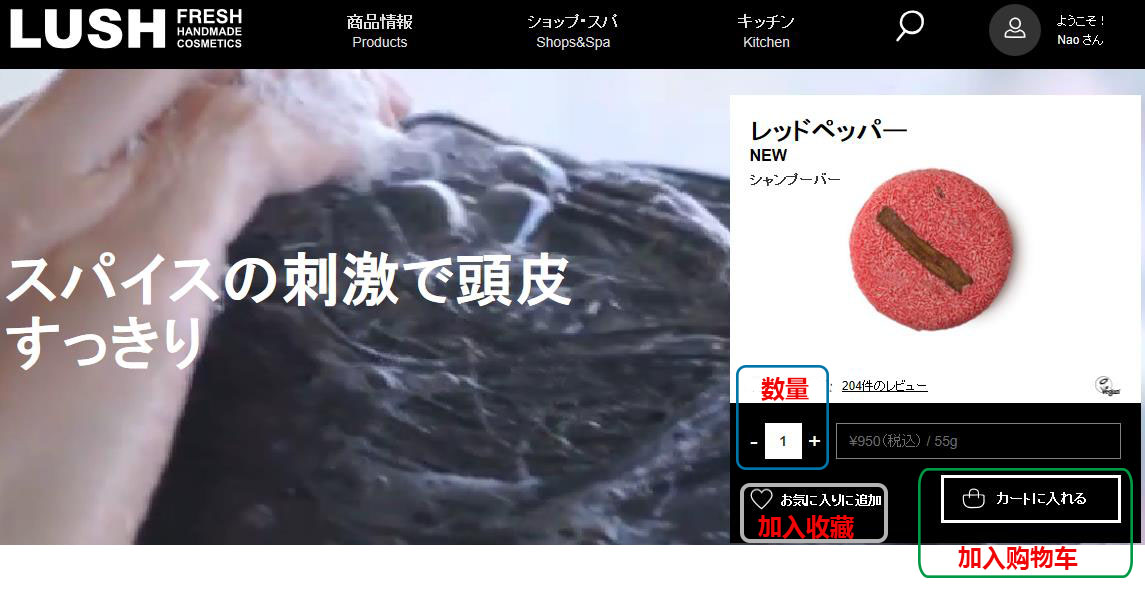 LUSH
FRESH
HANDMADE
COSMETICS
商品情報
Products
ショップ・スパ
Shops&Spa
キッチン
Kitchen
ようこそ！
Nao さん
レッドペッパー
NEW
シャンプーバー
スパイスの刺激で頭皮
すっきり
数量
: 204件のレビュー
- 1 +
¥950（税込） / 55g
お気に入りに追加
カートに入れる
加入收藏
加入购物车